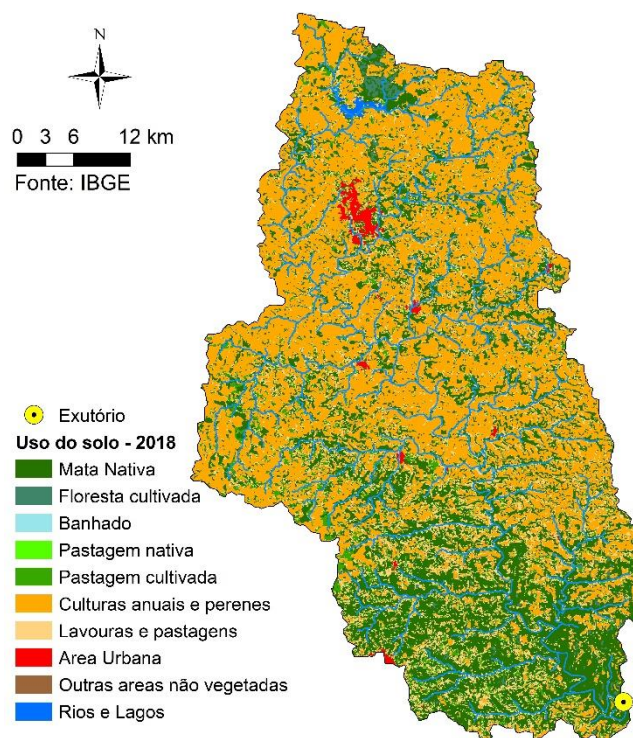 N
0 3 6 12 km
Fonte: IBGE
Exutório
Uso do solo - 2018
Mata Nativa
Floresta cultivada
Banhado
Pastagem nativa
Pastagem cultivada
Culturas anuais e perenes
Lavouras e pastagens
Area Urbana
Outras areas não vegetadas
Rios e Lagos